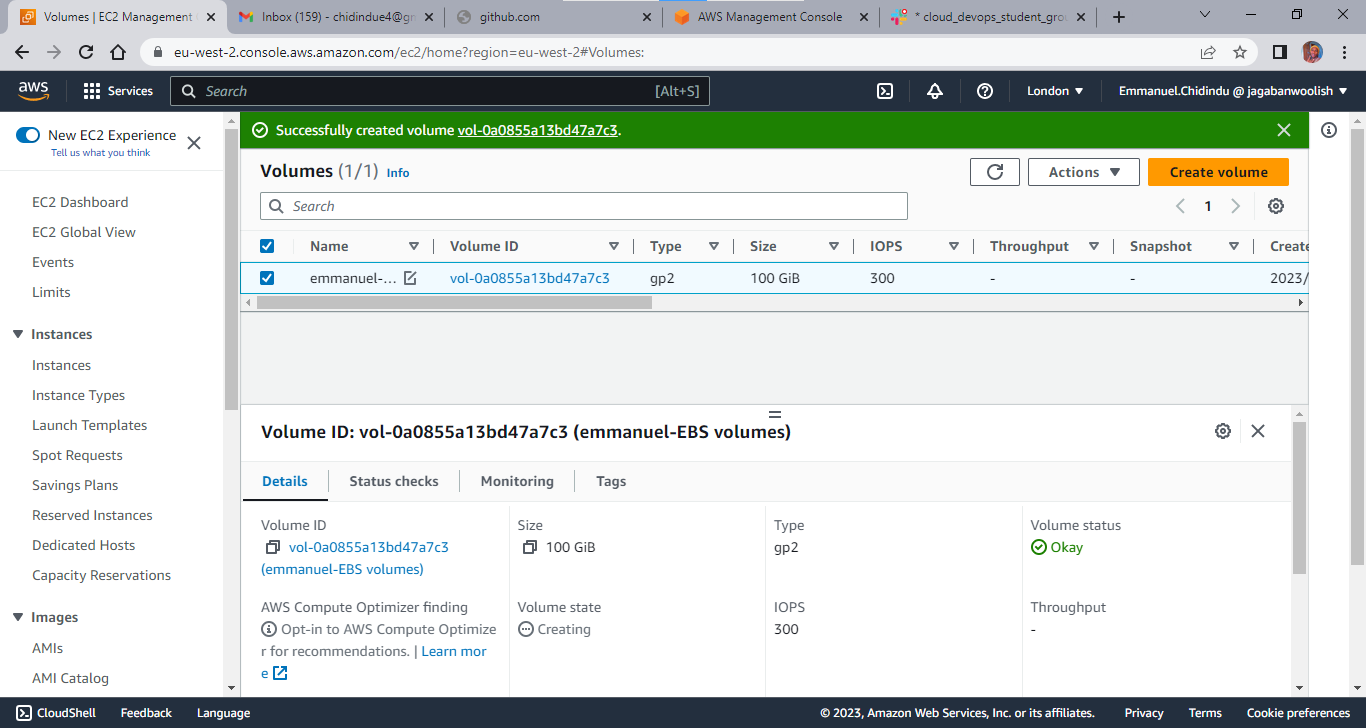 Volumes | EC2 Management
Inbox (159) - chidindue4@gn
github.com
AWS Management Console
* cloud_devops_student_grou
eu-west-2.console.aws.amazon.com/ec2/home?region=eu-west-2#Volumes:
aws
Services
Search
[Alt+S]
London
Emmanuel.Chidindu @ jagabanwoolish
New EC2 Experience
Tell us what you think
EC2 Dashboard
EC2 Global View
Events
Limits
Instances
Instances
Instance Types
Launch Templates
Spot Requests
Savings Plans
Reserved Instances
Dedicated Hosts
Capacity Reservations
Images
AMIs
AMI Catalog
Successfully created volume vol-0a0855a13bd47a7c3.
Volumes (1/1) Info
Actions
Create volume
Search
1
Name Volume ID Type Size IOPS Throughput Snapshot Create
emmanuel-... vol-0a0855a13bd47a7c3 gp2 100 GiB 300 - - 2023/
Volume ID: vol-0a0855a13bd47a7c3 (emmanuel-EBS volumes)
Details Status checks Monitoring Tags
Volume ID
vol-0a0855a13bd47a7c3
(emmanuel-EBS volumes)
Size
100 GiB
Type
gp2
Volume status
Okay
AWS Compute Optimizer finding
Opt-in to AWS Compute Optimize
r for recommendations. | Learn mor
e
Volume state
Creating
IOPS
300
Throughput
-
CloudShell Feedback Language
© 2023, Amazon Web Services, Inc. or its affiliates. Privacy Terms Cookie preferences